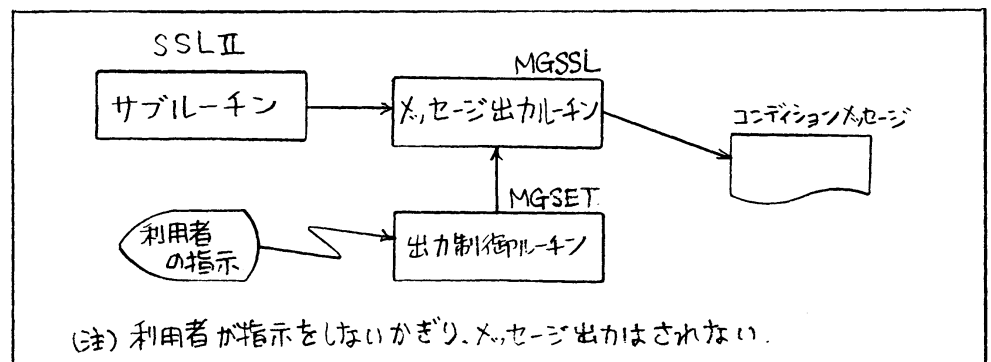 SSLⅡ
サブルーチン
MGSSL
メッセージ出力ルーチン
コンディションメッセージ
MGSET
利用者
の指示
出力制御ルーチン
(注) 利用者が指示をしないかぎり、メッセージ出力はされない.